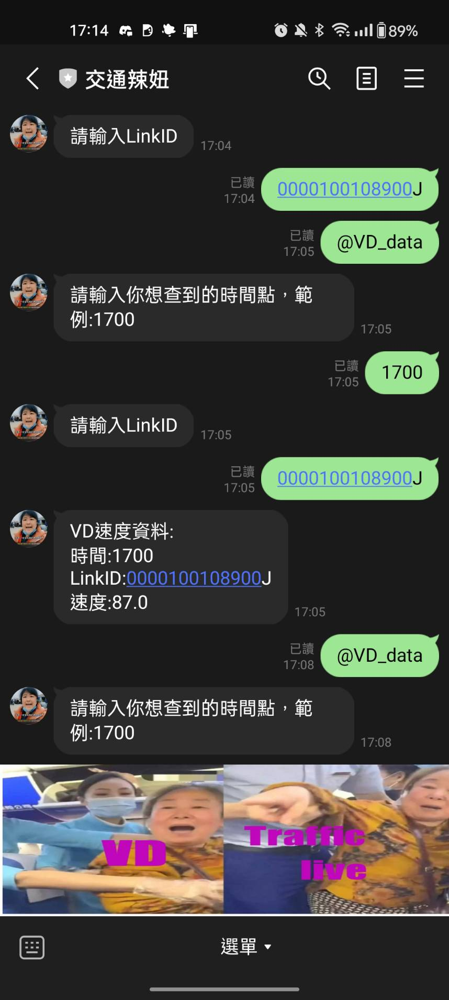 17:14
89%
交通辣妞
請輸入LinkID
17:04
已讀
17:04
0000100108900J
已讀
17:05
@VD_data
請輸入你想查到的時間點，範
例:1700
17:05
已讀
17:05
1700
請輸入LinkID
17:05
已讀
17:05
0000100108900J
VD速度資料:
時間:1700
LinkID:0000100108900J
速度:87.0
17:05
已讀
17:08
@VD_data
請輸入你想查到的時間點，範
例:1700
17:08
VD
Traffic
live
選單